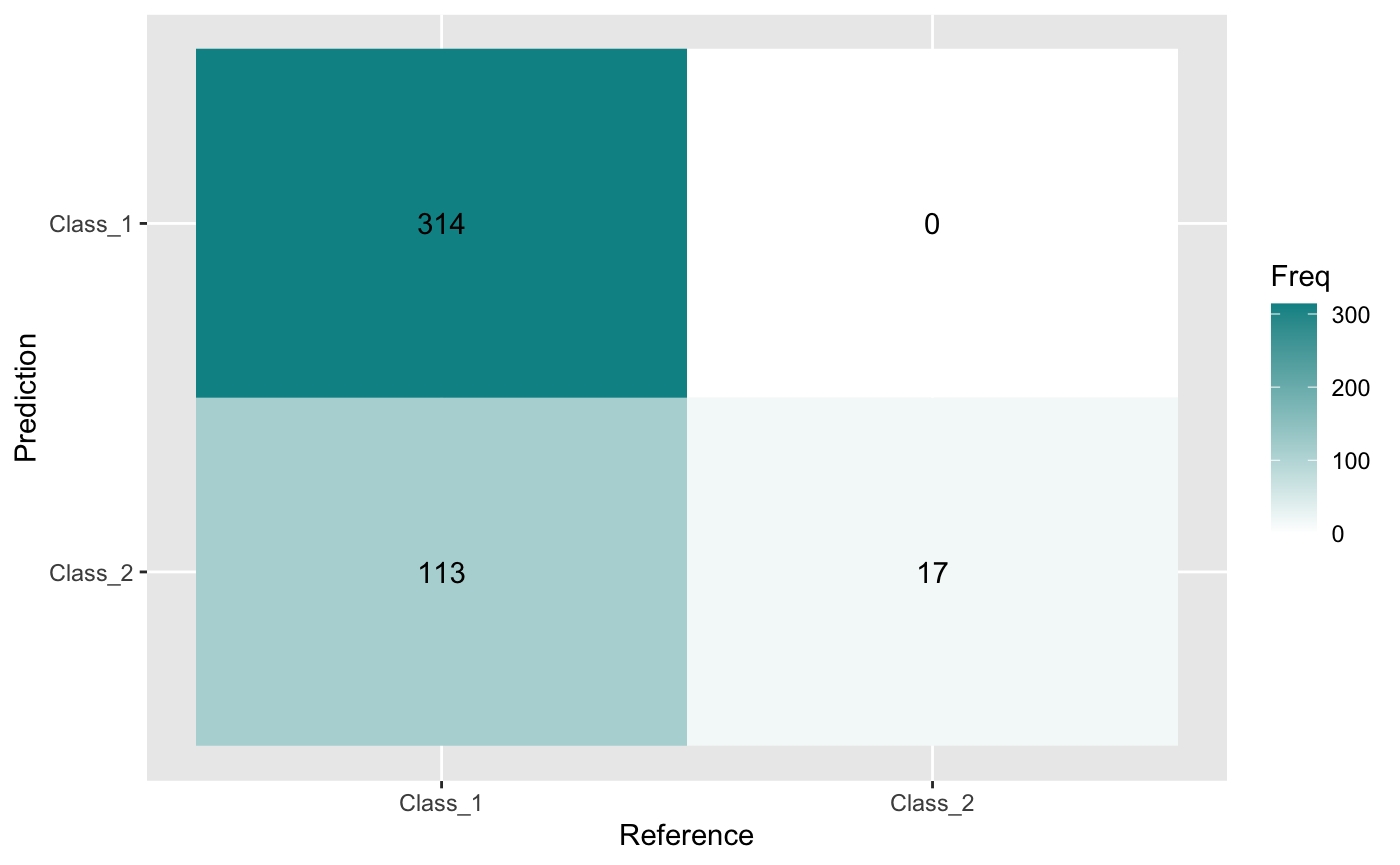 Prediction
Class_1
314
0
Class_2
113
17
Class_1
Class_2
Reference
Freq
300
200
100
0